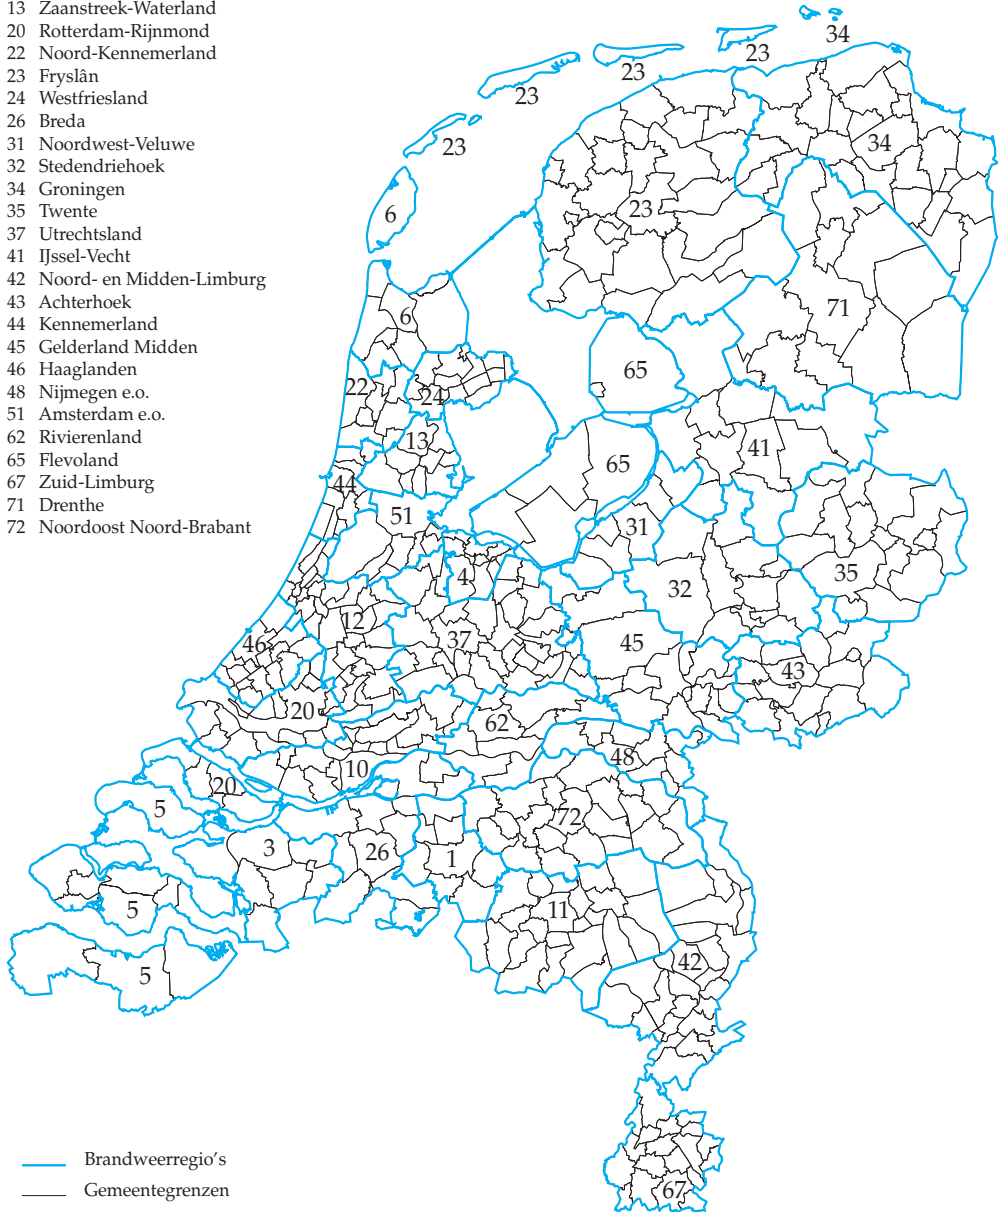 13 Zaanstreek-Waterland
20 Rotterdam-Rijnmond
22 Noord-Kennemerland
23 Fryslân
24 Westfriesland
26 Breda
31 Noordwest-Veluwe
32 Stedendriehoek
34 Groningen
35 Twente
37 Utrechtsland
41 IJssel-Vecht
42 Noord- en Midden-Limburg
43 Achterhoek
44 Kennemerland
45 Gelderland Midden
46 Haaglanden
48 Nijmegen e.o.
51 Amsterdam e.o.
62 Rivierenland
65 Flevoland
67 Zuid-Limburg
71 Drenthe
72 Noordoost Noord-Brabant
34
23
23
23
23
34
6
23
71
6
65
22
24
13
41
65
44
51
31
4
35
32
12
46
37
45
43
20
62
48
10
20
5
72
3
26
1
5
11
42
5
67
Brandweerregio's
Gemeentegrenzen